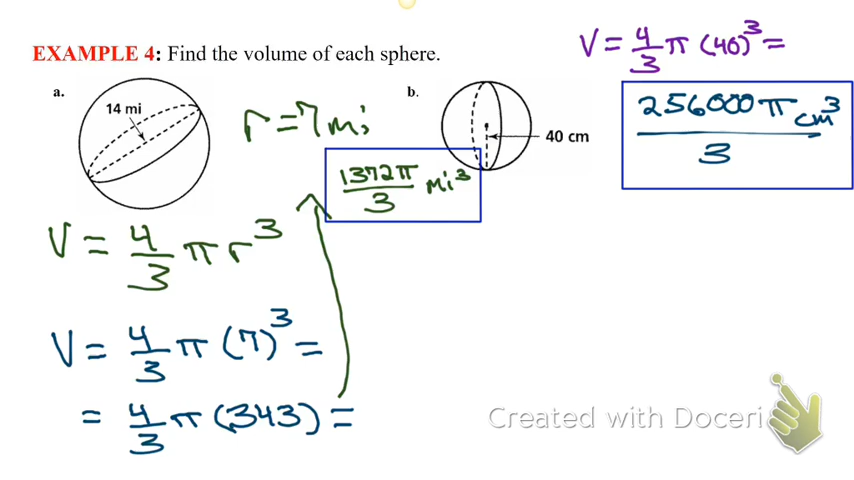 EXAMPLE 4: Find the volume of each sphere.
a.
14 mi
r = 7 mi
b.
40 cm
V = 4/3 π (40)³ =
256000π/3 cm³
1372π/3 mi³
V = 4/3 π r³
V = 4/3 π (7)³ =
= 4/3 π (343) =
Created with Doceri